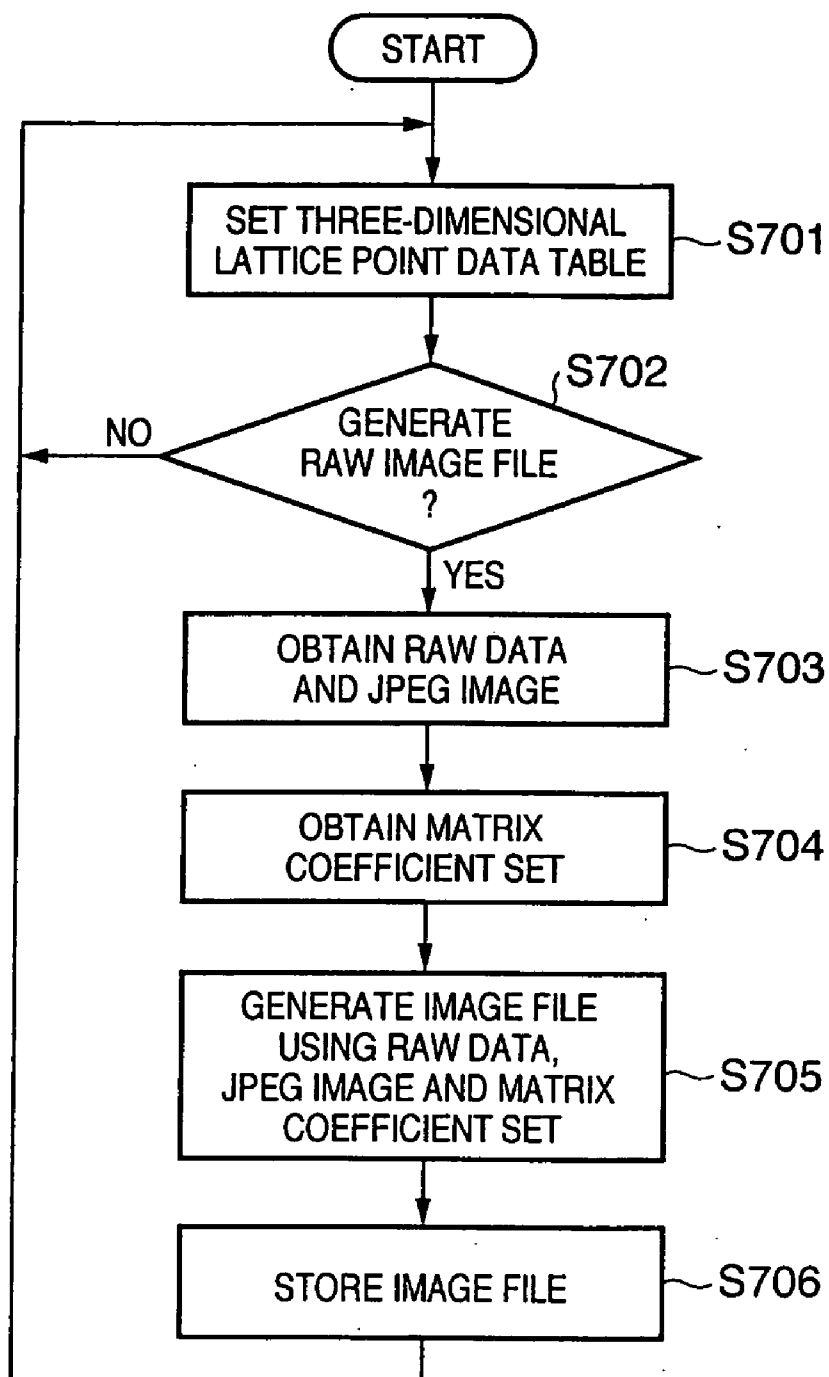 START
SET THREE-DIMENSIONAL
LATTICE POINT DATA TABLE
S701
S702
GENERATE
RAW IMAGE FILE
?
NO
YES
OBTAIN RAW DATA
AND JPEG IMAGE
S703
OBTAIN MATRIX
COEFFICIENT SET
S704
GENERATE IMAGE FILE
USING RAW DATA,
JPEG IMAGE AND MATRIX
COEFFICIENT SET
S705
STORE IMAGE FILE
S706